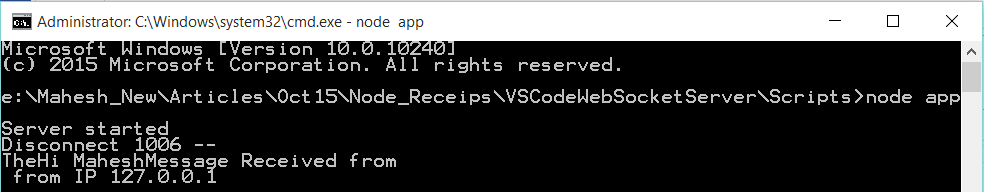 Administrator: C:\Windows\system32\cmd.exe - node  app
Microsoft Windows [Version 10.0.10240]
(c) 2015 Microsoft Corporation. All rights reserved.
e:\Mahesh_New\Articles\Oct15\Node_Receips\VSCodeWebSocketServer\Scripts>node app
Server started
Disconnect 1006 --
TheHi MaheshMessage Received from
 from IP 127.0.0.1